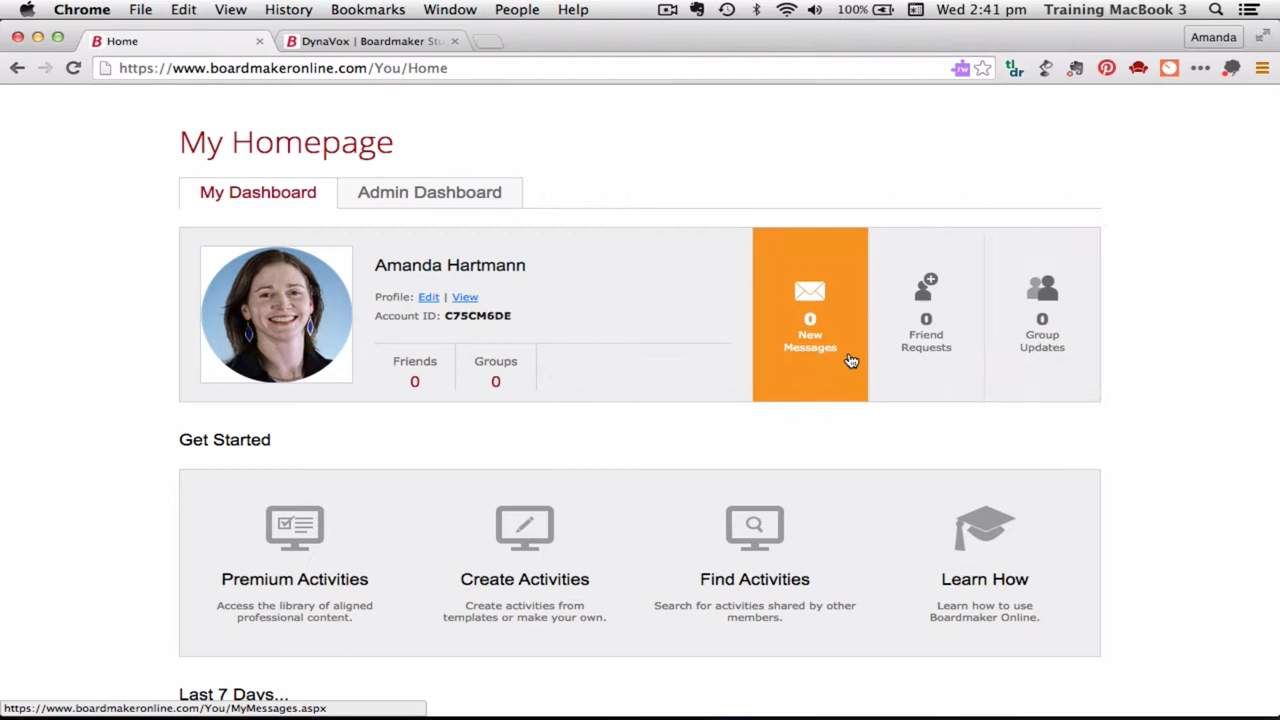 Chrome File Edit View History Bookmarks Window People Help 100% Wed 2:41 pm Training MacBook 3
B Home × B DynaVox | Boardmaker Stu × Amanda
https://www.boardmakeronline.com/You/Home rw tl;dr
My Homepage
My Dashboard Admin Dashboard
Amanda Hartmann
Profile: Edit | View
Account ID: C75CM6DE
Friends Groups
0 0
0
New
Messages
0
Friend
Requests
0
Group
Updates
Get Started
Premium Activities
Access the library of aligned
professional content.
Create Activities
Create activities from
templates or make your own.
Find Activities
Search for activities shared by other
members.
Learn How
Learn how to use
Boardmaker Online.
Last 7 Days...
https://www.boardmakeronline.com/You/MyMessages.aspx